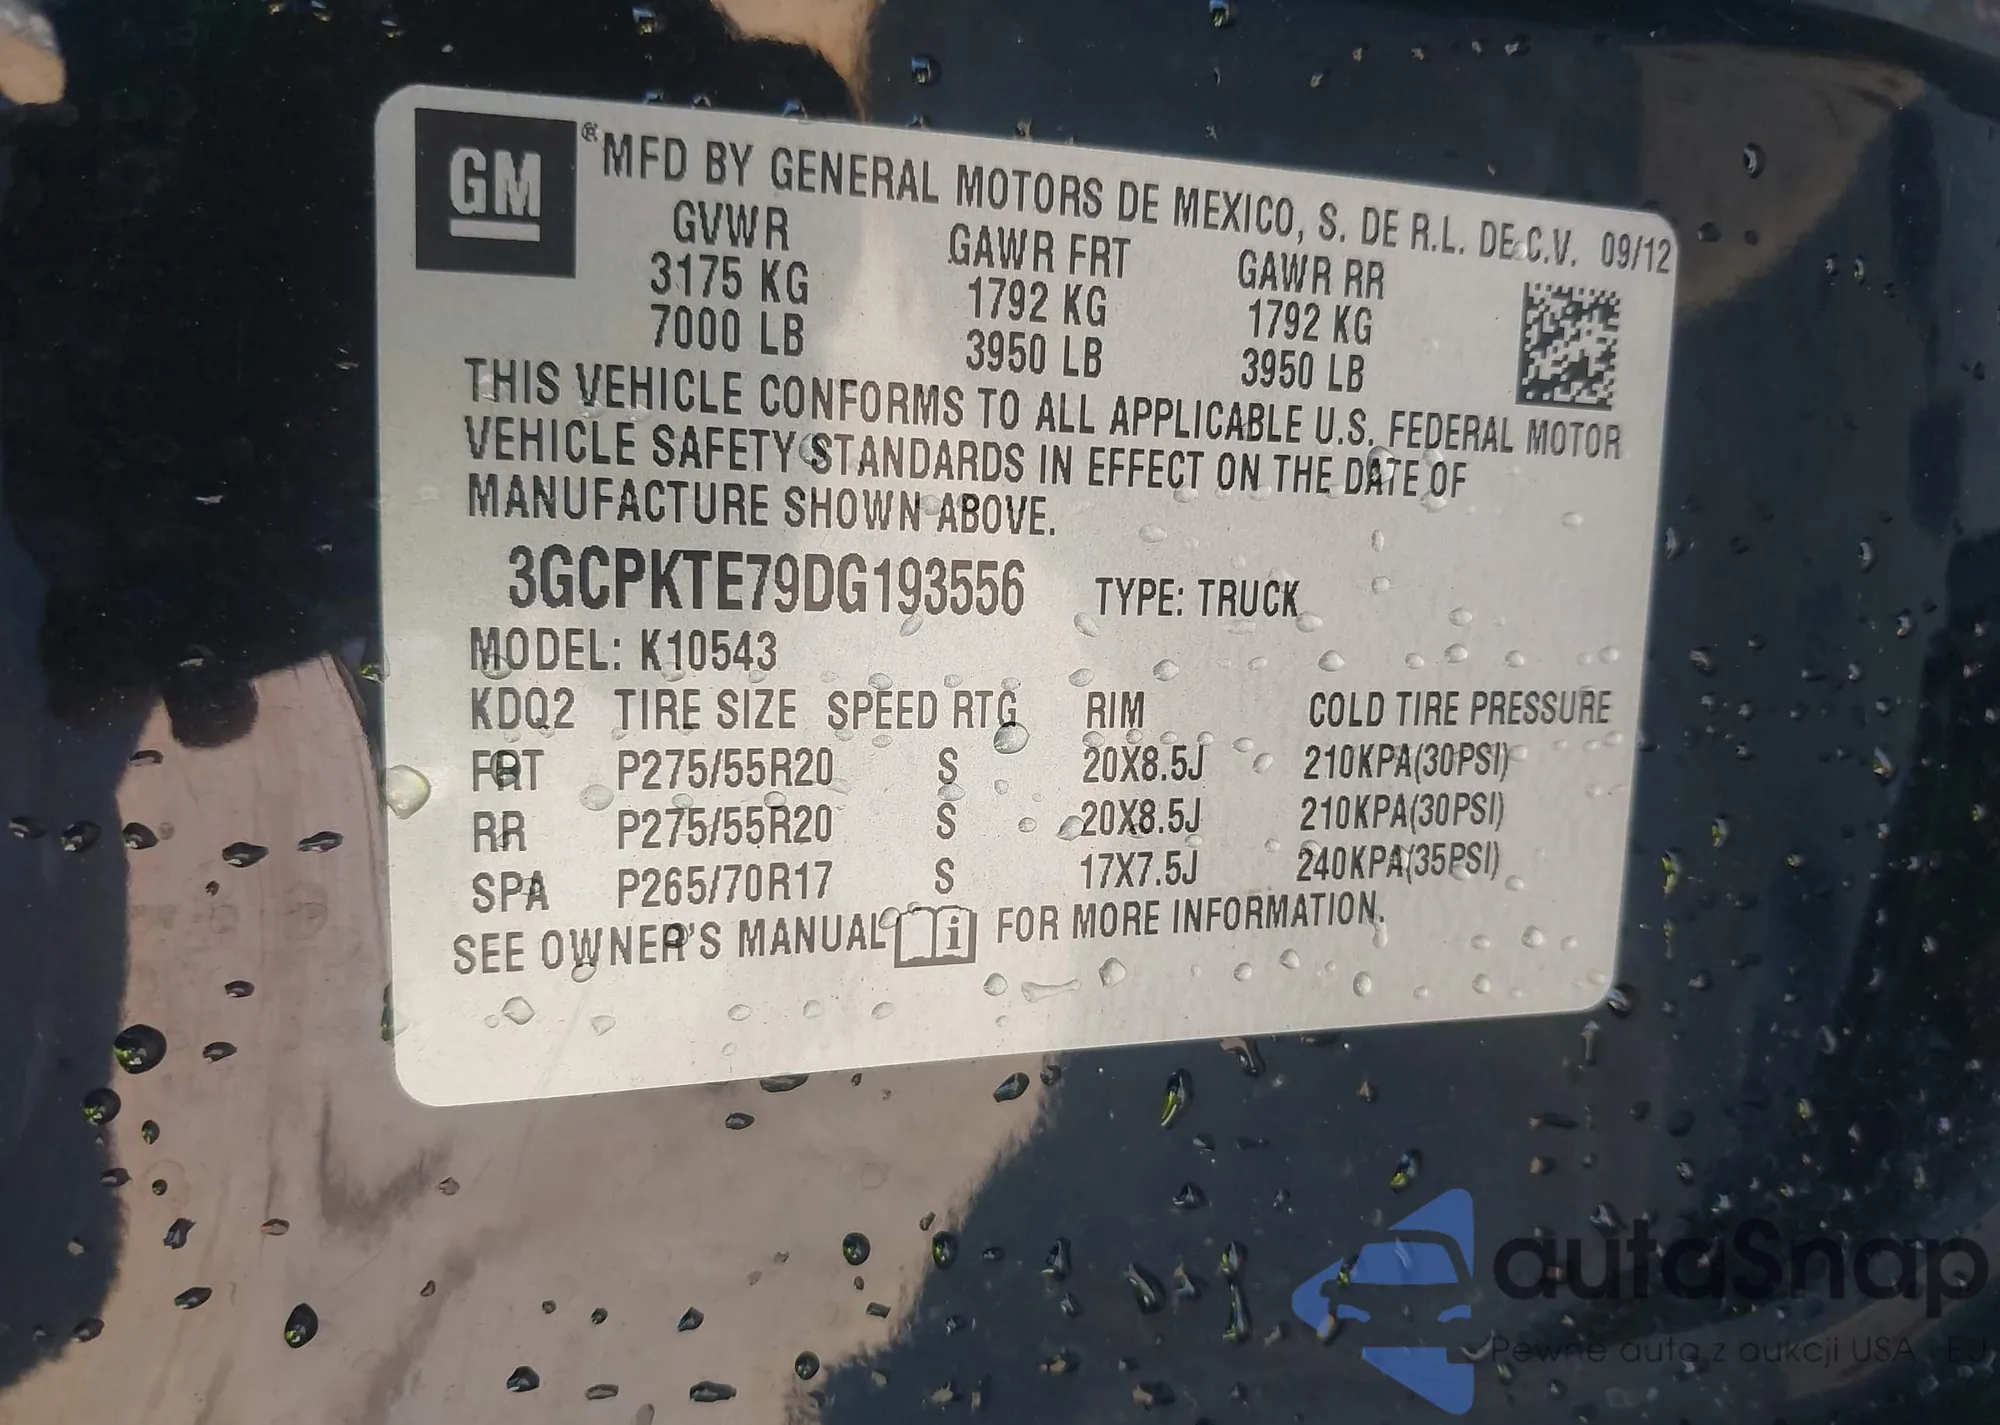 GM ® MFD BY GENERAL MOTORS DE MEXICO, S. DE R.L. DE C.V. 09/12
GVWR GAWR FRT GAWR RR
3175 KG 1792 KG 1792 KG
7000 LB 3950 LB 3950 LB
THIS VEHICLE CONFORMS TO ALL APPLICABLE U.S. FEDERAL MOTOR
VEHICLE SAFETY STANDARDS IN EFFECT ON THE DATE OF
MANUFACTURE SHOWN ABOVE.
3GCPKTE79DG193556 TYPE: TRUCK
MODEL: K10543
KDQ2 TIRE SIZE SPEED RTG RIM COLD TIRE PRESSURE
FRT P275/55R20 S 20X8.5J 210KPA(30PSI)
RR P275/55R20 S 20X8.5J 210KPA(30PSI)
SPA P265/70R17 S 17X7.5J 240KPA(35PSI)
SEE OWNER'S MANUAL i FOR MORE INFORMATION.
autaSnap
Pewne auta z aukcji USA i EU